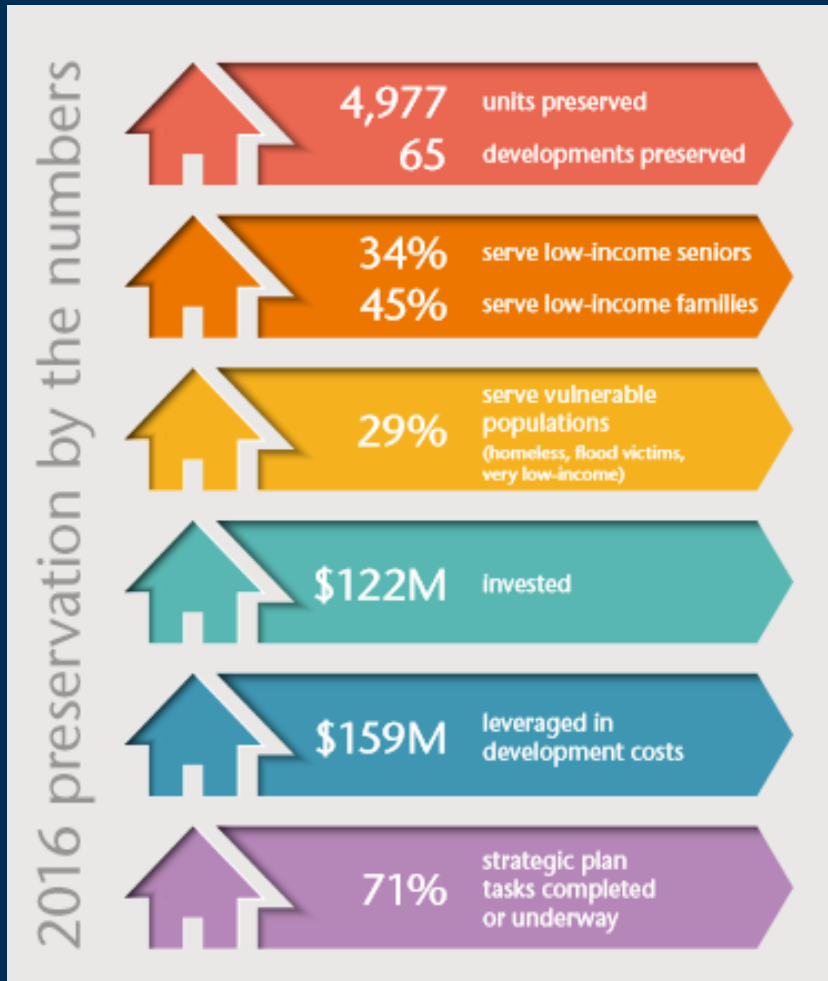 2016 preservation by the numbers
4,977 units preserved
65 developments preserved
34% serve low-income seniors
45% serve low-income families
29%
serve vulnerable
populations
(homeless, flood victims,
very low-income)
$122M invested
$159M
leveraged in
development costs
71%
strategic plan
tasks completed
or underway